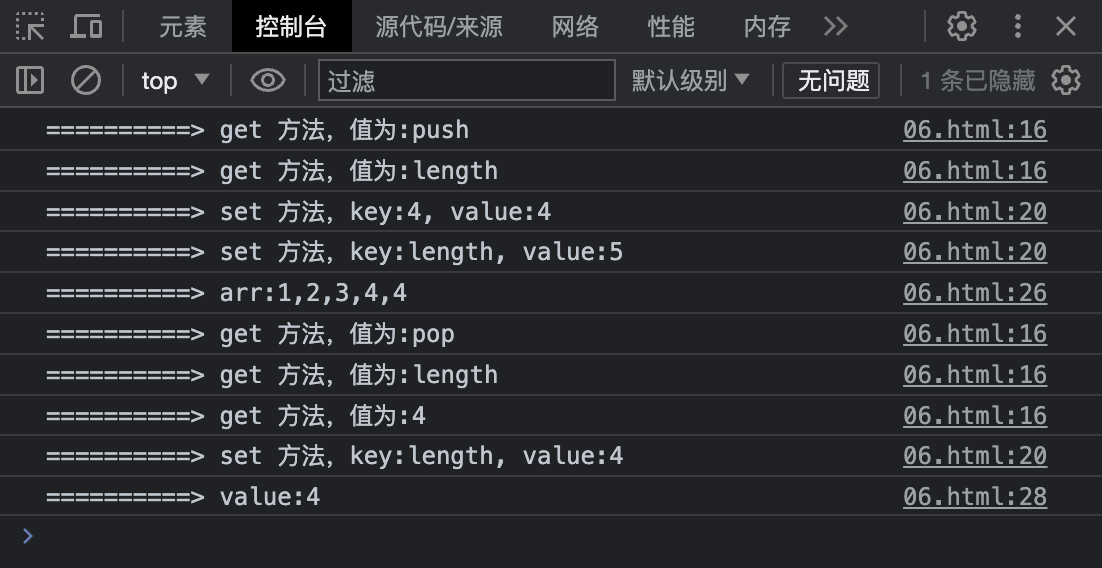 元素 控制台 源代码/来源 网络 性能 内存
top 过滤 默认级别 无问题 1 条已隐藏
==========> get 方法，值为:push 06.html:16
==========> get 方法，值为:length 06.html:16
==========> set 方法，key:4, value:4 06.html:20
==========> set 方法，key:length, value:5 06.html:20
==========> arr:1,2,3,4,4 06.html:26
==========> get 方法，值为:pop 06.html:16
==========> get 方法，值为:length 06.html:16
==========> get 方法，值为:4 06.html:16
==========> set 方法，key:length, value:4 06.html:20
==========> value:4 06.html:28